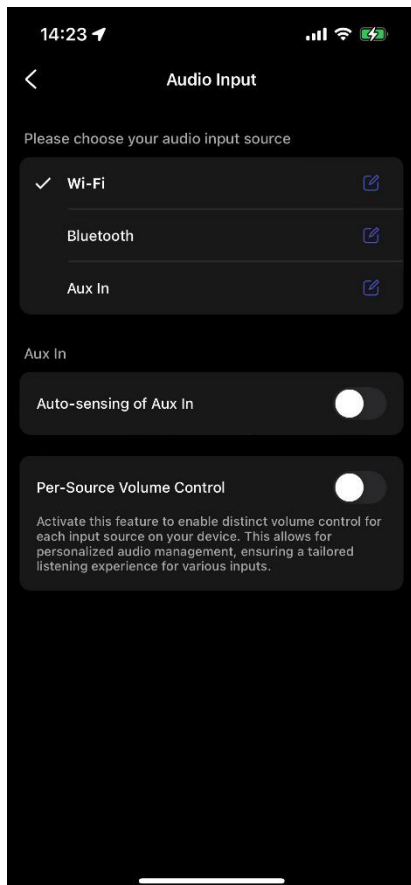 14:23
Audio Input
Please choose your audio input source
Wi-Fi
Bluetooth
Aux In
Aux In
Auto-sensing of Aux In
Per-Source Volume Control
Activate this feature to enable distinct volume control for
each input source on your device. This allows for
personalized audio management, ensuring a tailored
listening experience for various inputs.